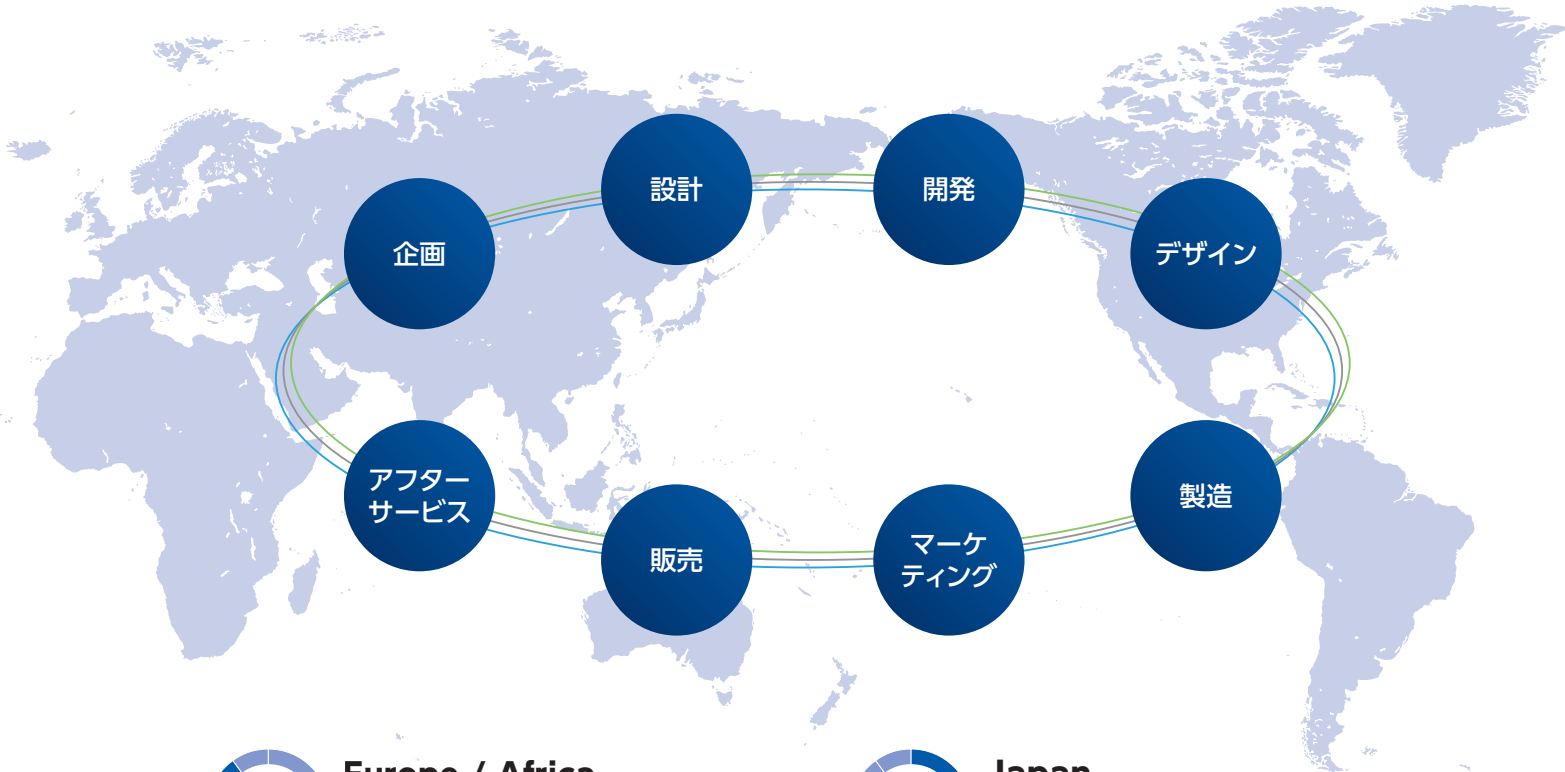 設計
開発
企画
デザイン
アフター
サービス
製造
販売
マーケ
ティング
Europe / Africa
Japan